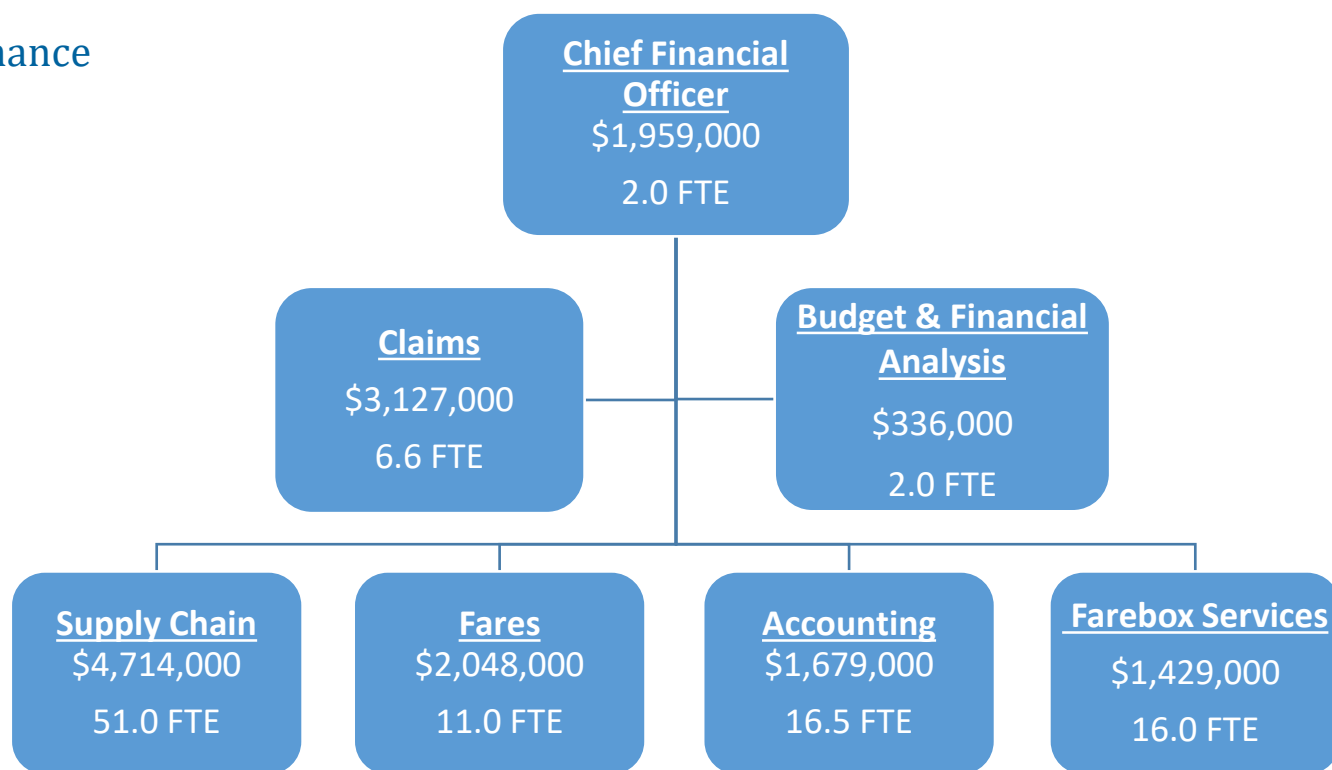 nance
Chief Financial
Officer
$1,959,000
2.0 FTE
Claims
$3,127,000
6.6 FTE
Budget & Financial
Analysis
$336,000
2.0 FTE
Supply Chain
$4,714,000
51.0 FTE
Fares
$2,048,000
11.0 FTE
Accounting
$1,679,000
16.5 FTE
Farebox Services
$1,429,000
16.0 FTE